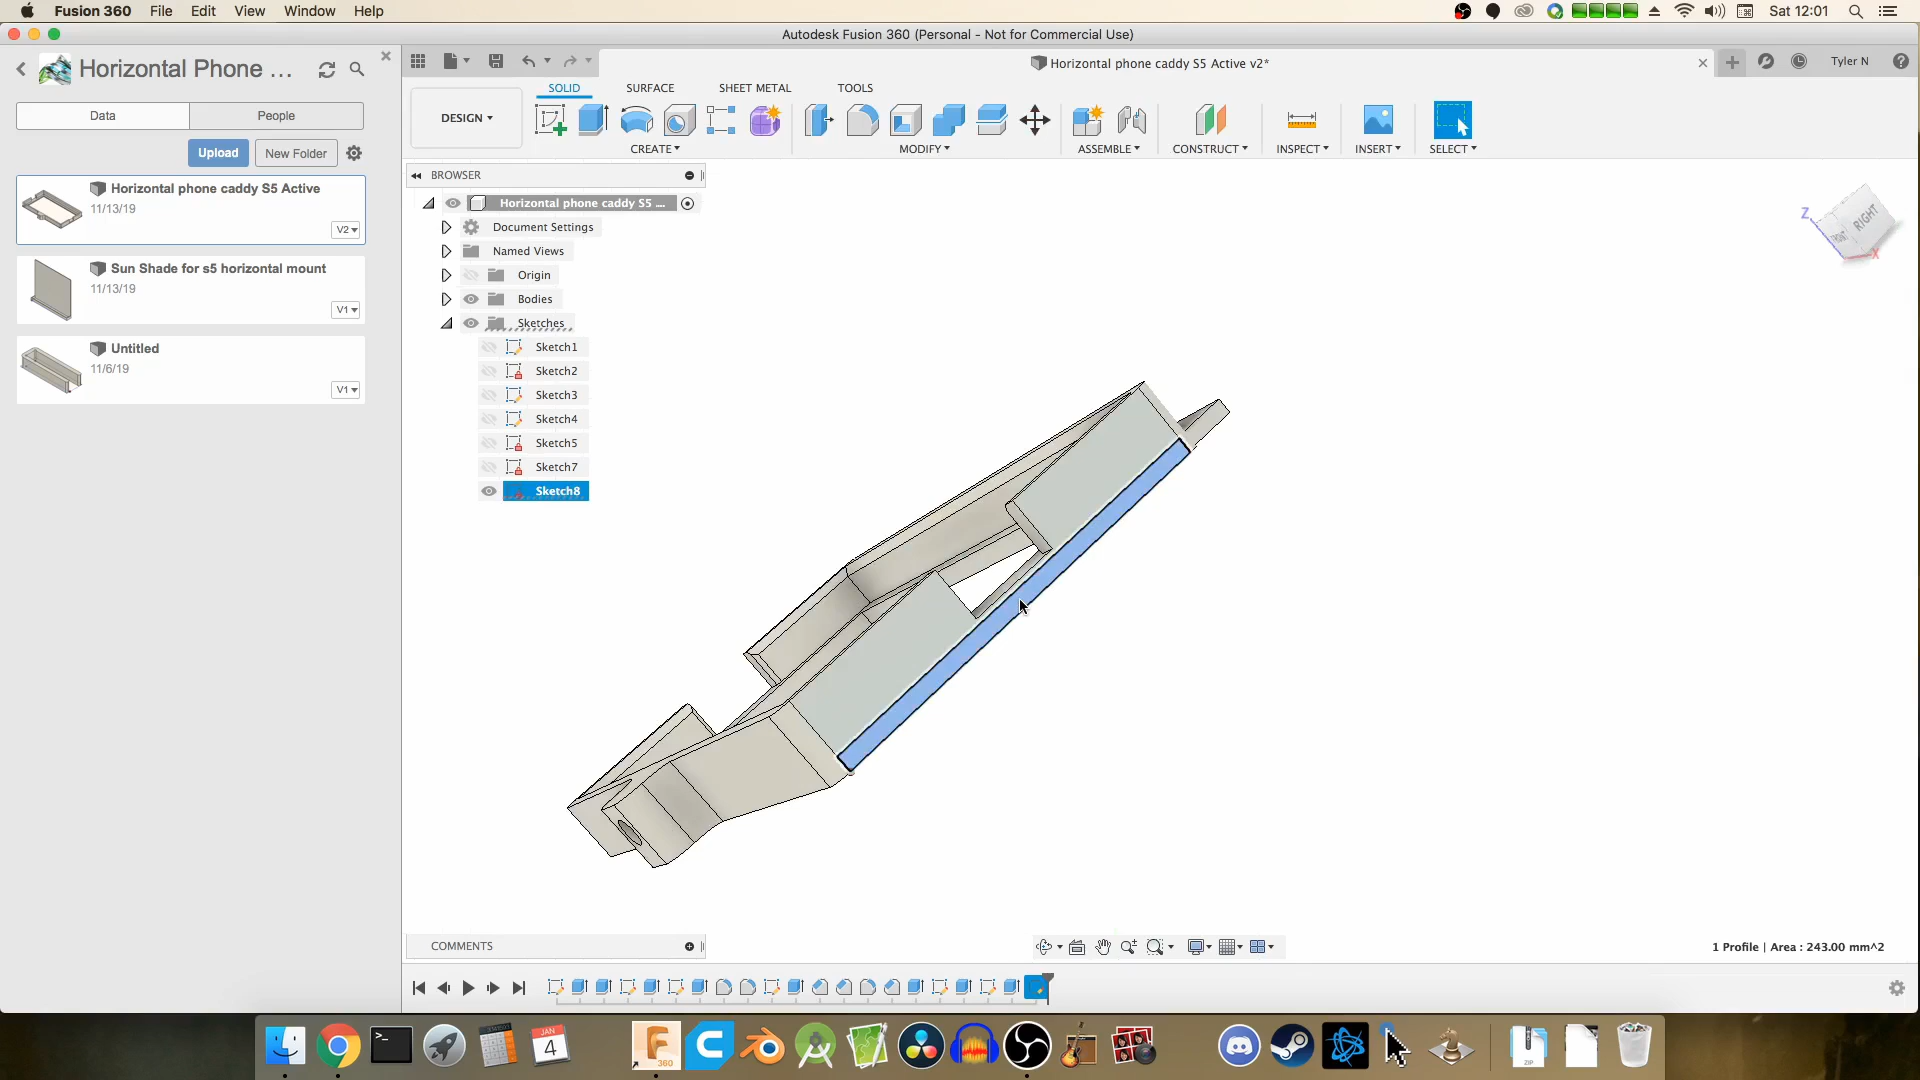 Fusion 360 File Edit View Window Help Sat 12:01
Autodesk Fusion 360 (Personal - Not for Commercial Use)
Horizontal Phone ...
Horizontal phone caddy S5 Active v2*
Tyler N
Data People
Upload New Folder
Horizontal phone caddy S5 Active
11/13/19
V2
Sun Shade for s5 horizontal mount
11/13/19
V1
Untitled
11/6/19
V1
SOLID SURFACE SHEET METAL TOOLS
DESIGN
CREATE MODIFY ASSEMBLE CONSTRUCT INSPECT INSERT SELECT
BROWSER
Horizontal phone caddy S5 ...
Document Settings
Named Views
Origin
Bodies
Sketches
Sketch1
Sketch2
Sketch3
Sketch4
Sketch5
Sketch7
Sketch8
Z
FRONT
RIGHT
X
COMMENTS
1 Profile | Area : 243.00 mm^2
JAN
4
360
ZIP